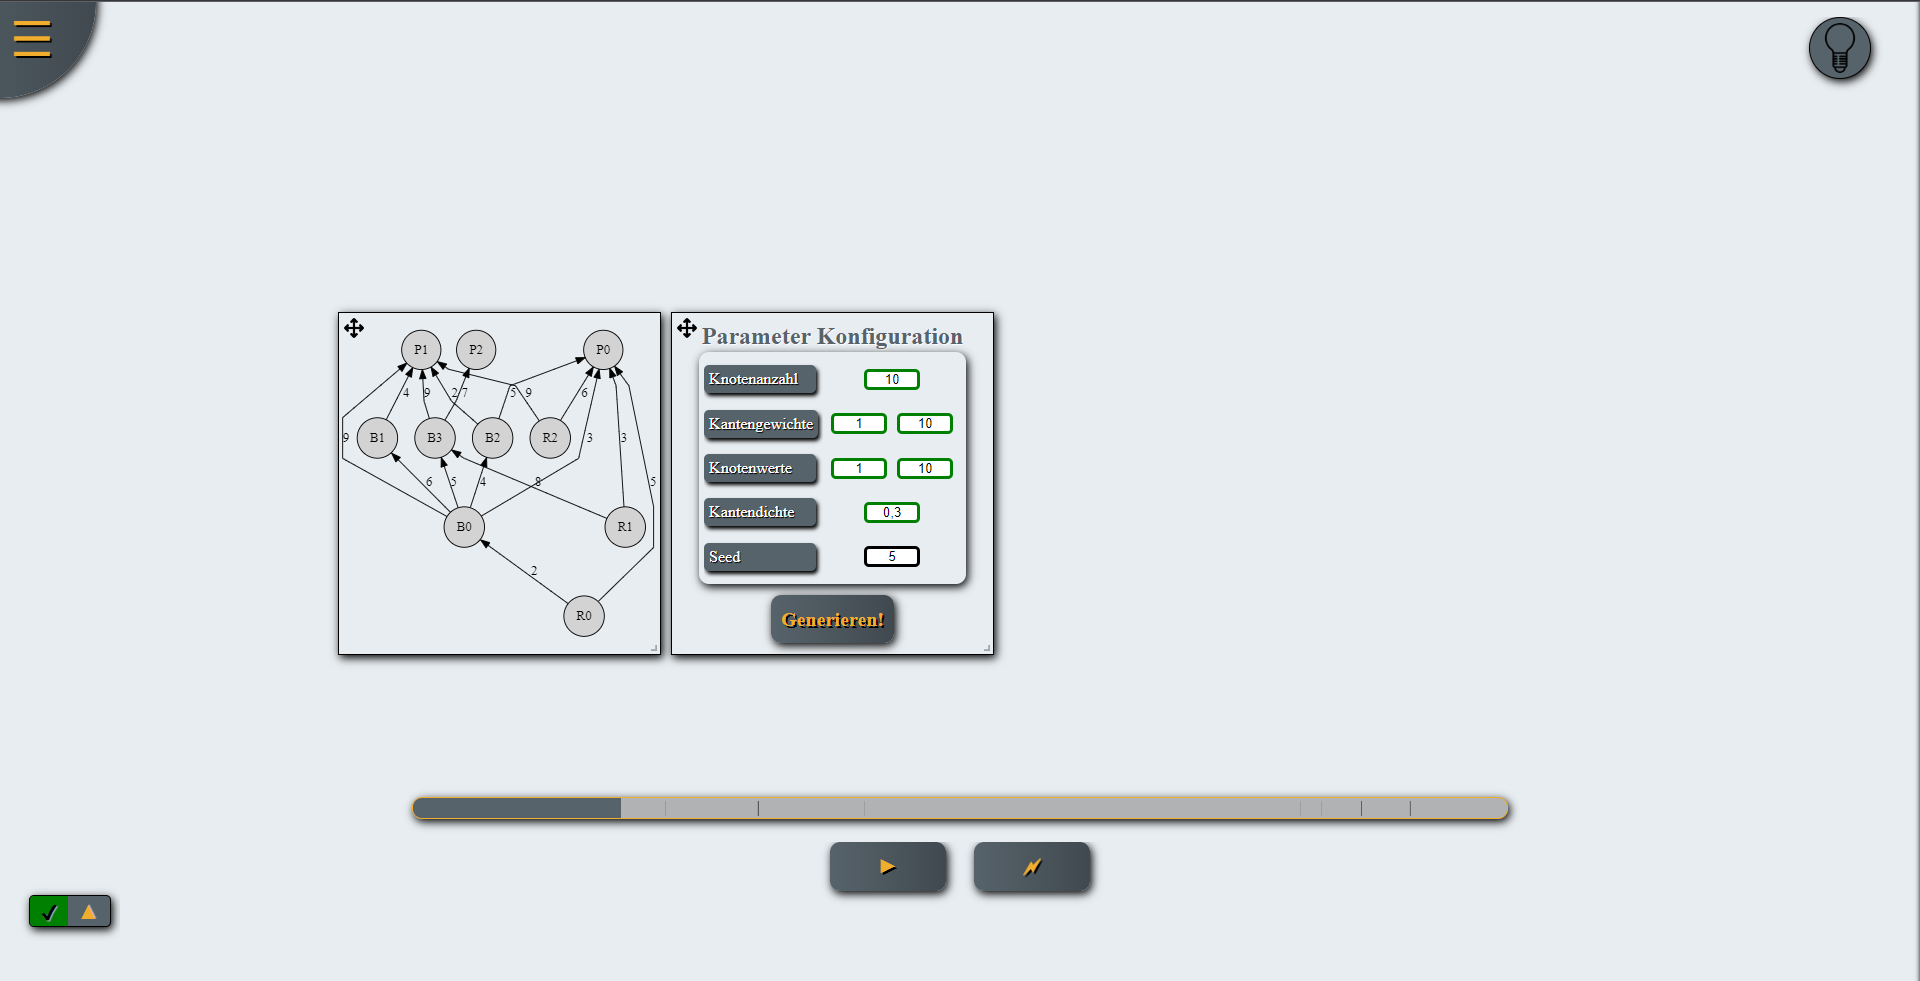 P1 P2 P0
4 9 2 7 5 9 6
9 B1 B3 B2 R2 3 3
6 5 4 8 5
B0 R1
2
R0
Parameter Konfiguration
Knotenanzahl 10
Kantengewichte 1 10
Knotenwerte 1 10
Kantendichte 0,3
Seed 5
Generieren!